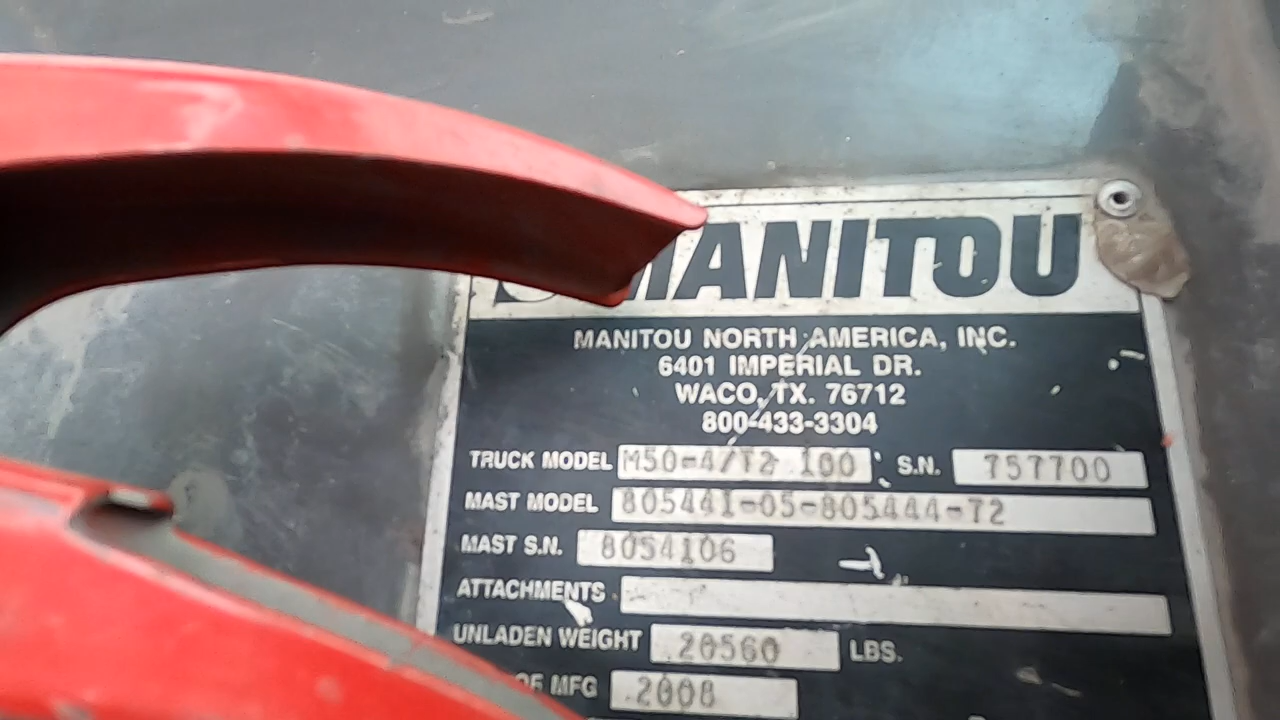 MANITOU
MANITOU NORTH AMERICA, INC.
6401 IMPERIAL DR.
WACO, TX. 76712
800-433-3304
TRUCK MODEL M50-4/T2 100 S.N. 757700
MAST MODEL 805441-05-805444-72
MAST S.N. 8054106
ATTACHMENTS
UNLADEN WEIGHT 20560 LBS.
OF MFG 2008